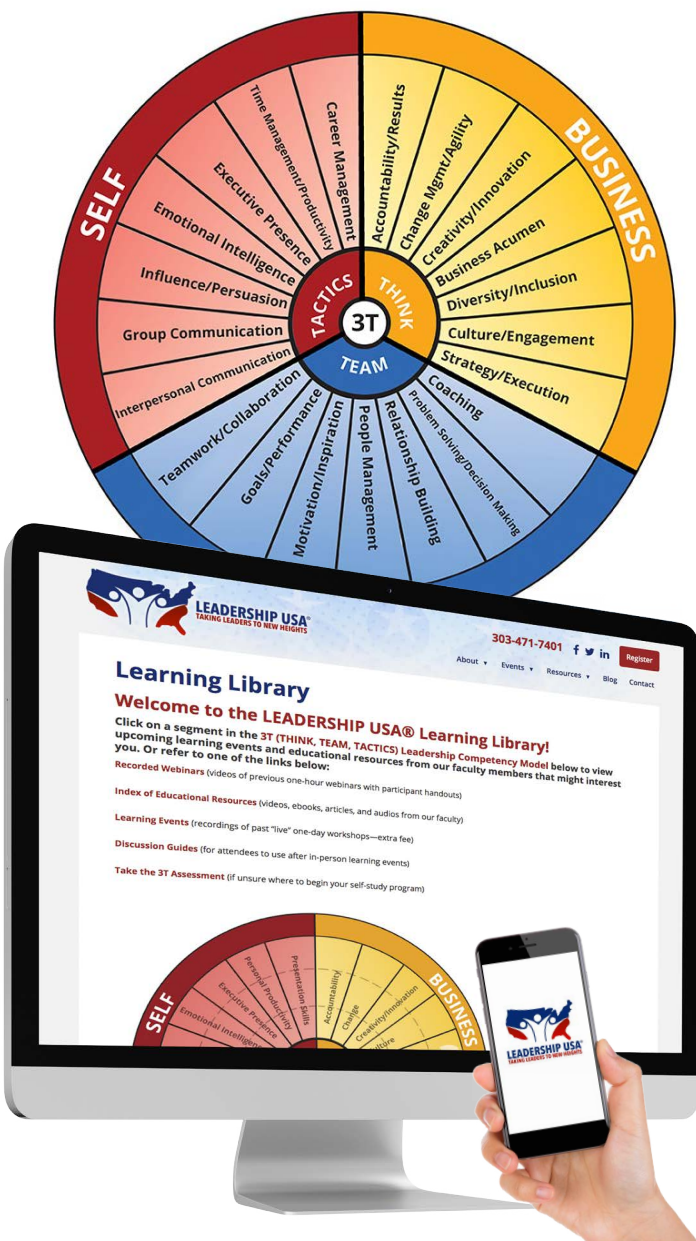 SELF
BUSINESS
Time Management/Productivity
Career Management
Accountability/Results
Change Mgmt/Agility
Creativity/Innovation
Executive Presence
Business Acumen
Emotional Intelligence
Diversity/Inclusion
Influence/Persuasion
Culture/Engagement
Group Communication
Strategy/Execution
Interpersonal Communication
TACTICS
THINK
3T
TEAM
Teamwork/Collaboration
Goals/Performance
Motivation/Inspiration
People Management
Relationship Building
Problem Solving/Decision Making
Coaching
LEADERSHIP USA®
TAKING LEADERS TO NEW HEIGHTS
303-471-7401 f in Register
About Events Resources Blog Contact
Learning Library
Welcome to the LEADERSHIP USA® Learning Library!
Click on a segment in the 3T (THINK, TEAM, TACTICS) Leadership Competency Model below to view
upcoming learning events and educational resources from our faculty members that might interest
you. Or refer to one of the links below:
Recorded Webinars (videos of previous one-hour webinars with participant handouts)
Index of Educational Resources (videos, ebooks, articles, and audios from our faculty)
Learning Events (recordings of past "live" one-day workshops—extra fee)
Discussion Guides (for attendees to use after in-person learning events)
Take the 3T Assessment (if unsure where to begin your self-study program)
SELF
BUSINESS
Emotional Intelligence
Executive Presence
Personal Productivity
Presentation Skills
Accountability
Change
Creativity/Innovation
LEADERSHIP USA
TAKING LEADERS TO NEW HEIGHTS